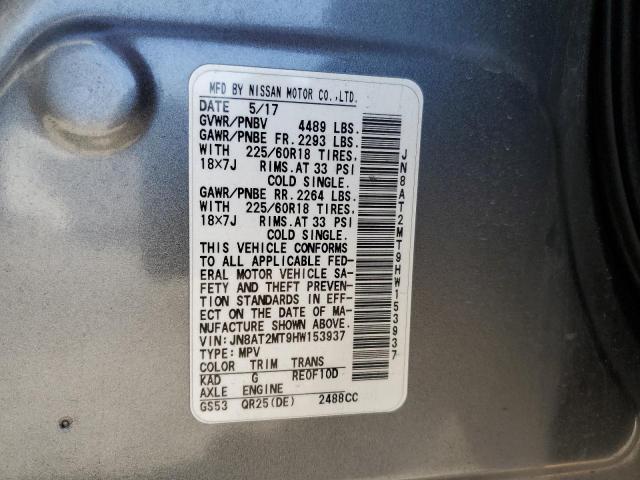 MFD BY NISSAN MOTOR CO.,LTD.
DATE 5/17
GVWR/PNBV 4489 LBS.
GAWR/PNBE FR. 2293 LBS.
WITH 225/60R18 TIRES.
18×7J RIMS.AT 33 PSI
COLD SINGLE.
GAWR/PNBE RR. 2264 LBS.
WITH 225/60R18 TIRES.
18×7J RIMS.AT 33 PSI
COLD SINGLE.
THIS VEHICLE CONFORMS
TO ALL APPLICABLE FED-
ERAL MOTOR VEHICLE SA-
FETY AND THEFT PREVEN-
TION STANDARDS IN EFF-
ECT ON THE DATE OF MA-
NUFACTURE SHOWN ABOVE.
VIN: JN8AT2MT9HW153937
TYPE: MPV
COLOR TRIM TRANS
KAD G RE0F10D
AXLE ENGINE
GS53 QR25(DE) 2488CC
JN8AT2MT9HW153937